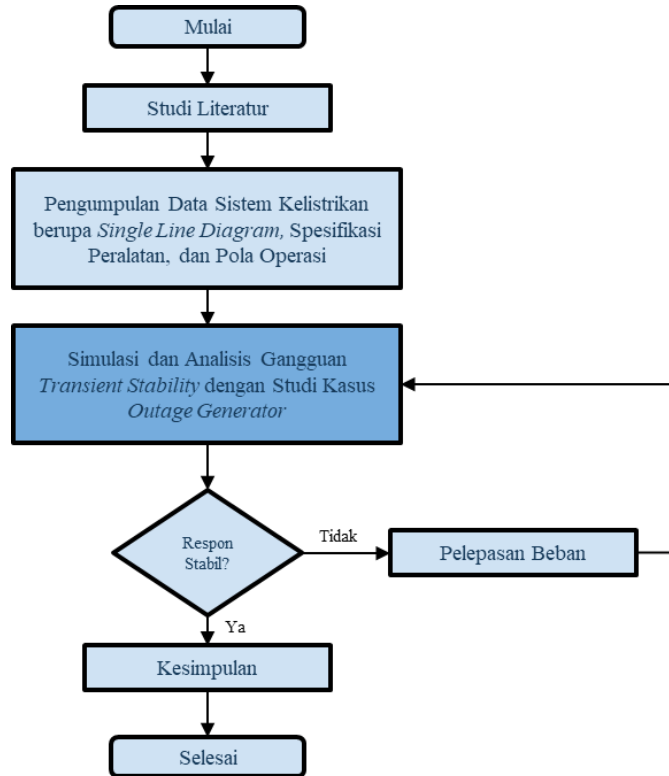 Mulai
Studi Literatur
Pengumpulan Data Sistem Kelistrikan
berupa Single Line Diagram, Spesifikasi
Peralatan, dan Pola Operasi
Simulasi dan Analisis Gangguan
Transient Stability dengan Studi Kasus
Outage Generator
Respon
Stabil?
Tidak
Pelepasan Beban
Ya
Kesimpulan
Selesai